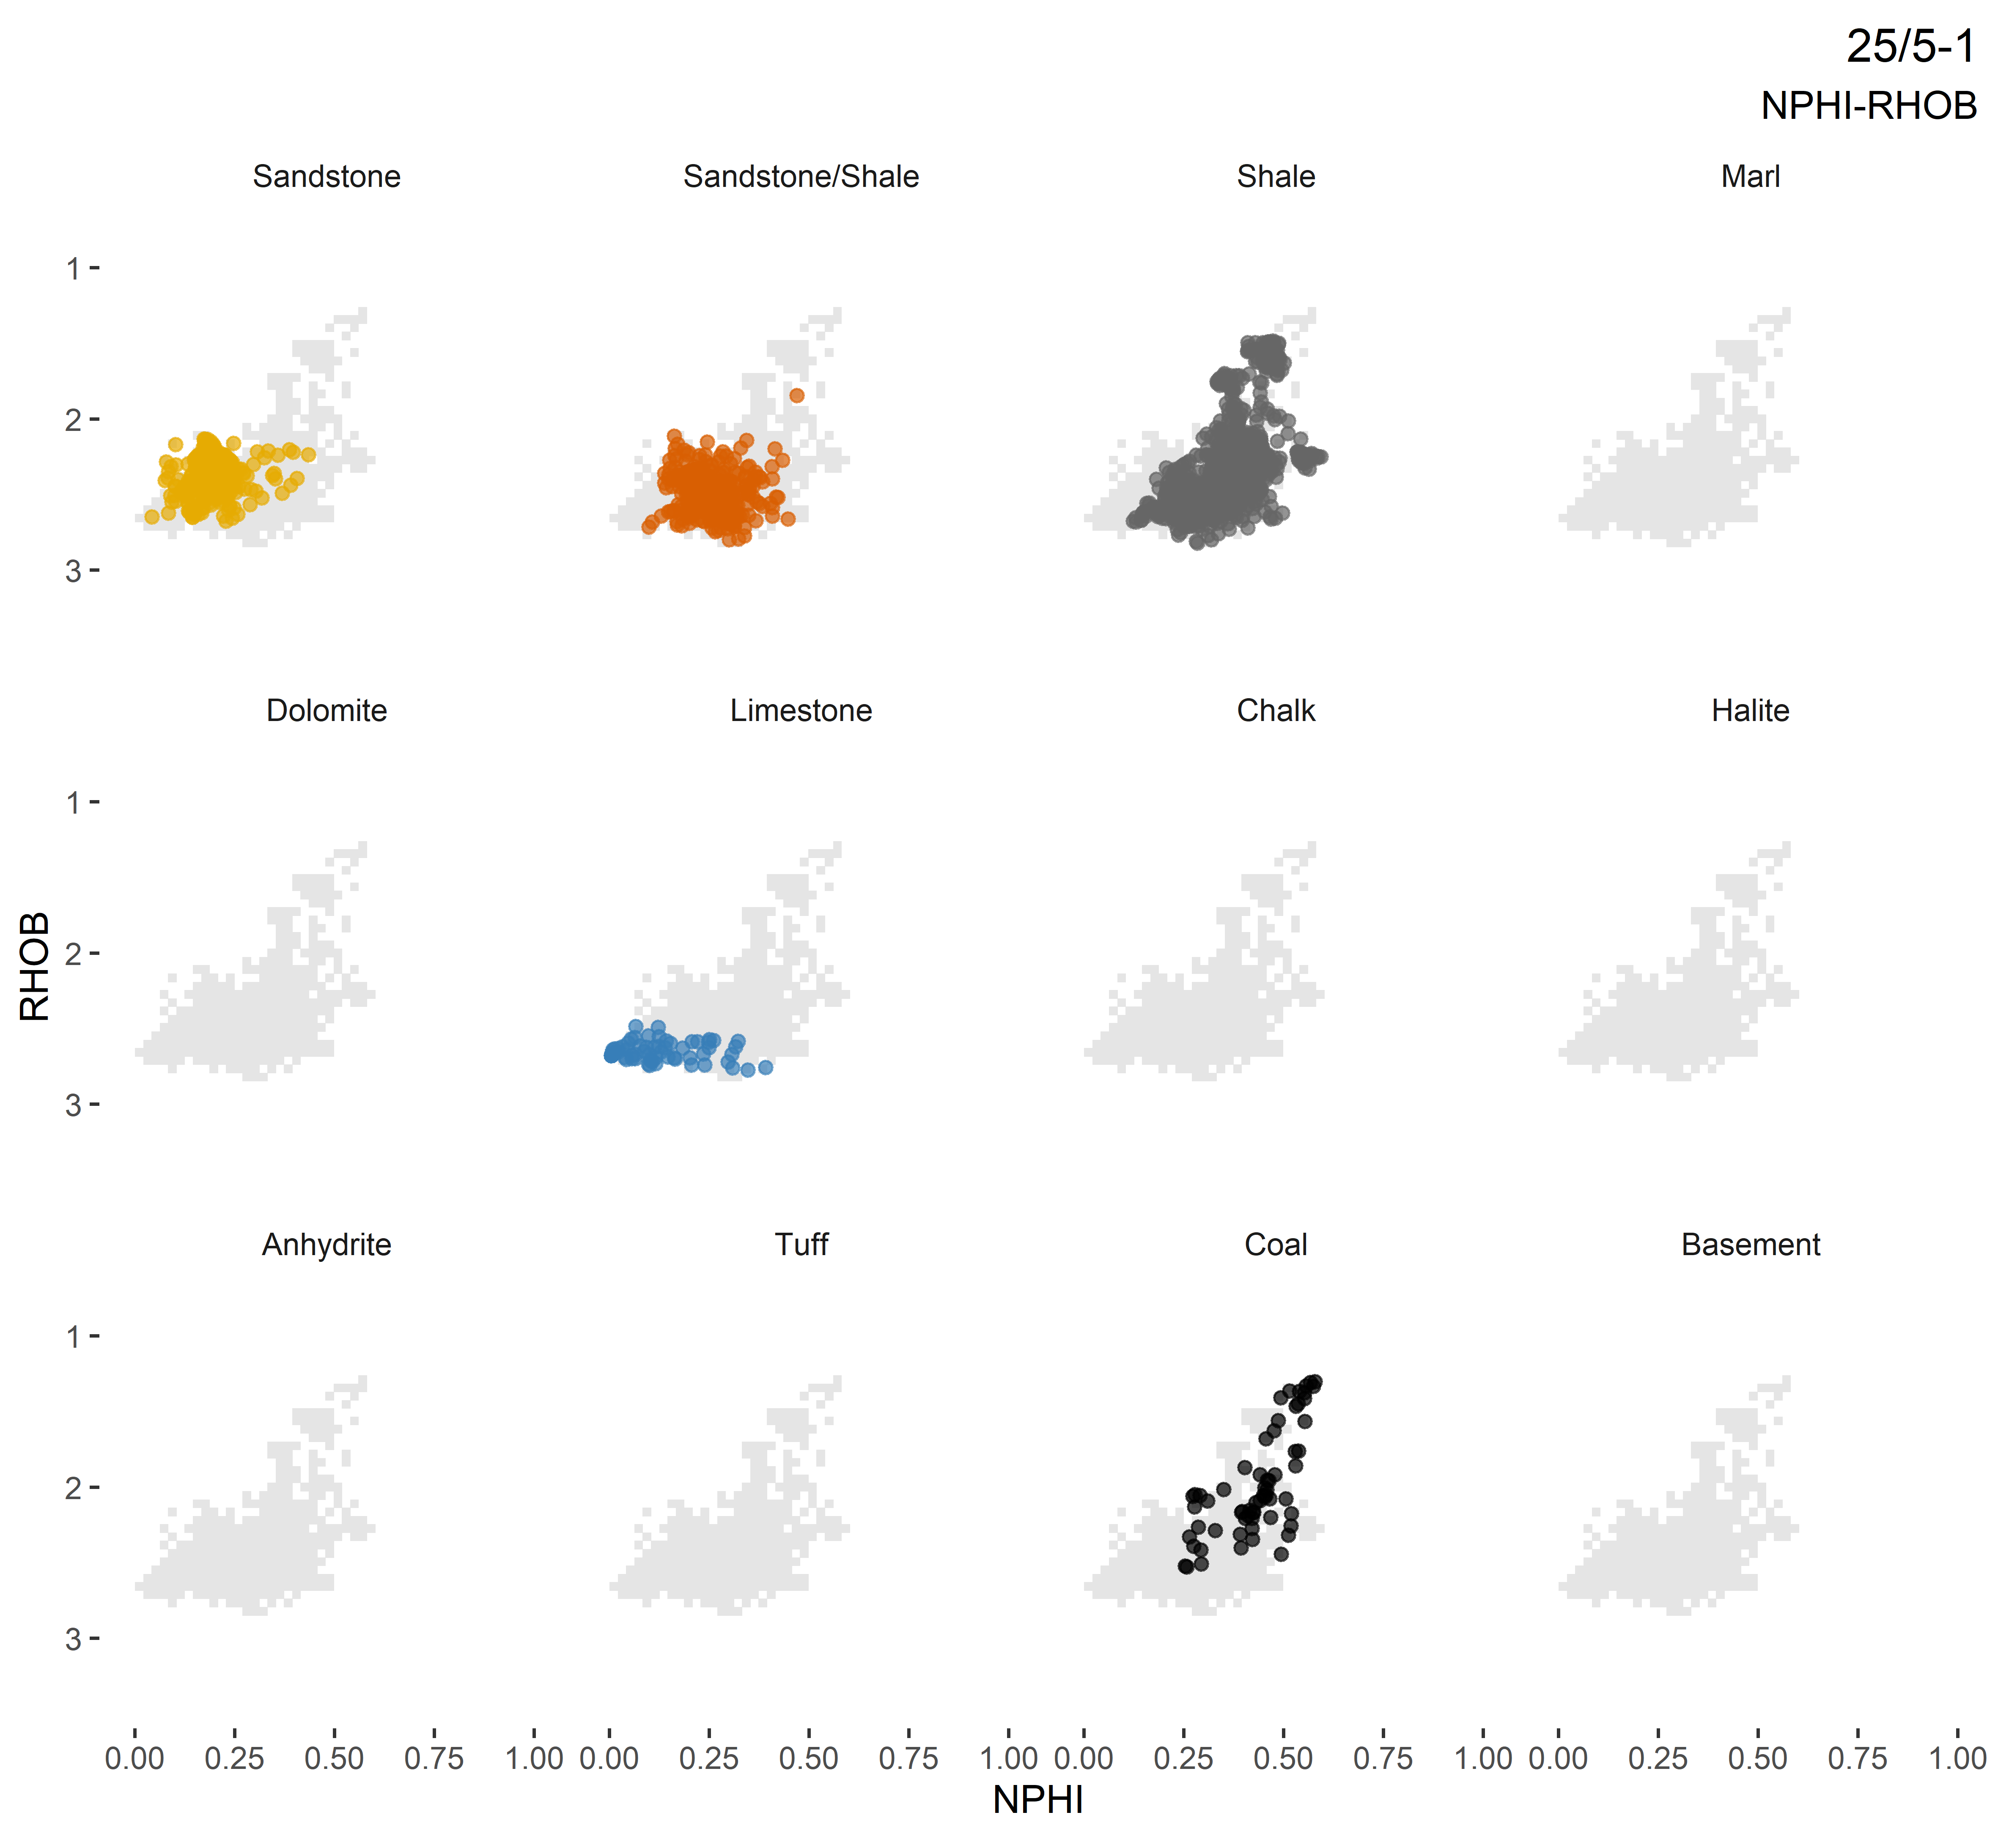 25/5-1
NPHI-RHOB
Sandstone Sandstone/Shale Shale Marl
1
2
3
Dolomite Limestone Chalk Halite
1
2
3
RHOB
Anhydrite Tuff Coal Basement
1
2
3
0.00 0.25 0.50 0.75 1.00 0.00 0.25 0.50 0.75 1.00 0.00 0.25 0.50 0.75 1.00 0.00 0.25 0.50 0.75 1.00
NPHI